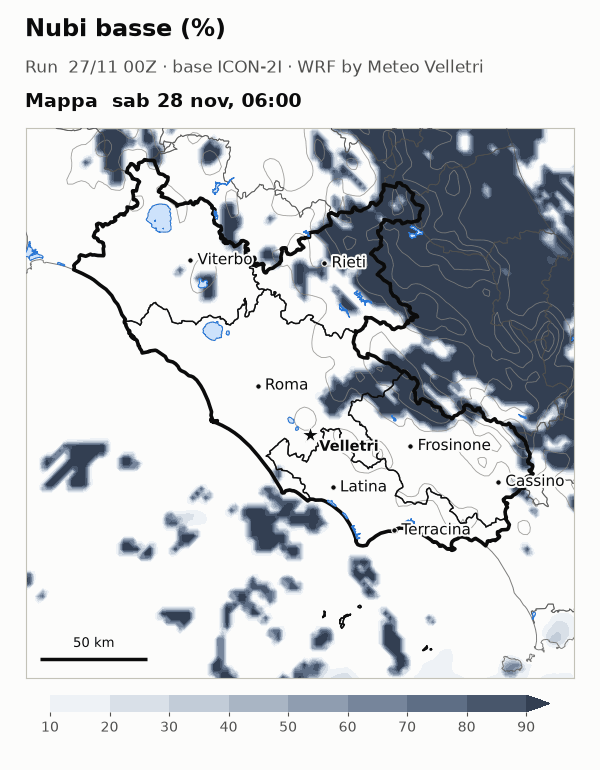 Nubi basse (%)
Run  27/11 00Z · base ICON-2I · WRF by Meteo Velletri
Mappa  sab 28 nov, 06:00
Viterbo
Rieti
Roma
Velletri
Frosinone
Latina
Cassino
Terracina
50 km
10 20 30 40 50 60 70 80 90